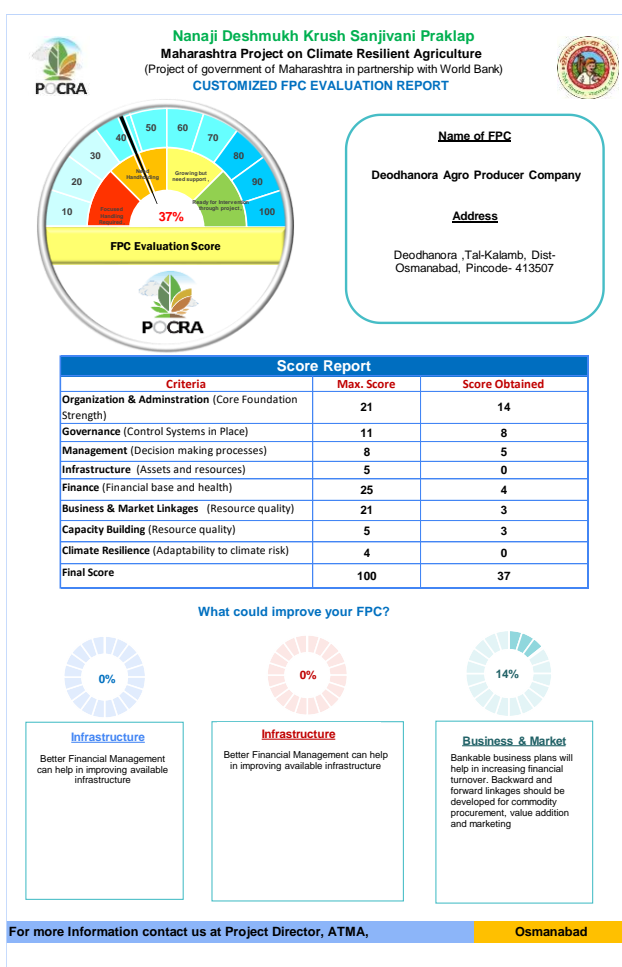 Nanaji Deshmukh Krush Sanjivani Praklap
Maharashtra Project on Climate Resilient Agriculture
(Project of government of Maharashtra in partnership with World Bank)
CUSTOMIZED FPC EVALUATION REPORT
POCRA
10
20
30
40
50
60
70
80
90
100
Focused
Handling
Required
Need
Handholding
Growing but
need support ,
Ready for Intervention
through project ,
37%
FPC Evaluation Score
POCRA
Name of FPC
Deodhanora Agro Producer Company
Address
Deodhanora ,Tal-Kalamb, Dist-
Osmanabad, Pincode- 413507
Score Report
Criteria Max. Score Score Obtained
Organization & Adminstration (Core Foundation
Strength) 21 14
Governance (Control Systems in Place) 11 8
Management (Decision making processes) 8 5
Infrastructure (Assets and resources) 5 0
Finance (Financial base and health) 25 4
Business & Market Linkages (Resource quality) 21 3
Capacity Building (Resource quality) 5 3
Climate Resilience (Adaptability to climate risk) 4 0
Final Score 100 37
What could improve your FPC?
0%
Infrastructure
Better Financial Management
can help in improving available
infrastructure
0%
Infrastructure
Better Financial Management can help
in improving available infrastructure
14%
Business & Market
Bankable business plans will
help in increasing financial
turnover. Backward and
forward linkages should be
developed for commodity
procurement, value addition
and marketing
For more Information contact us at Project Director, ATMA, Osmanabad